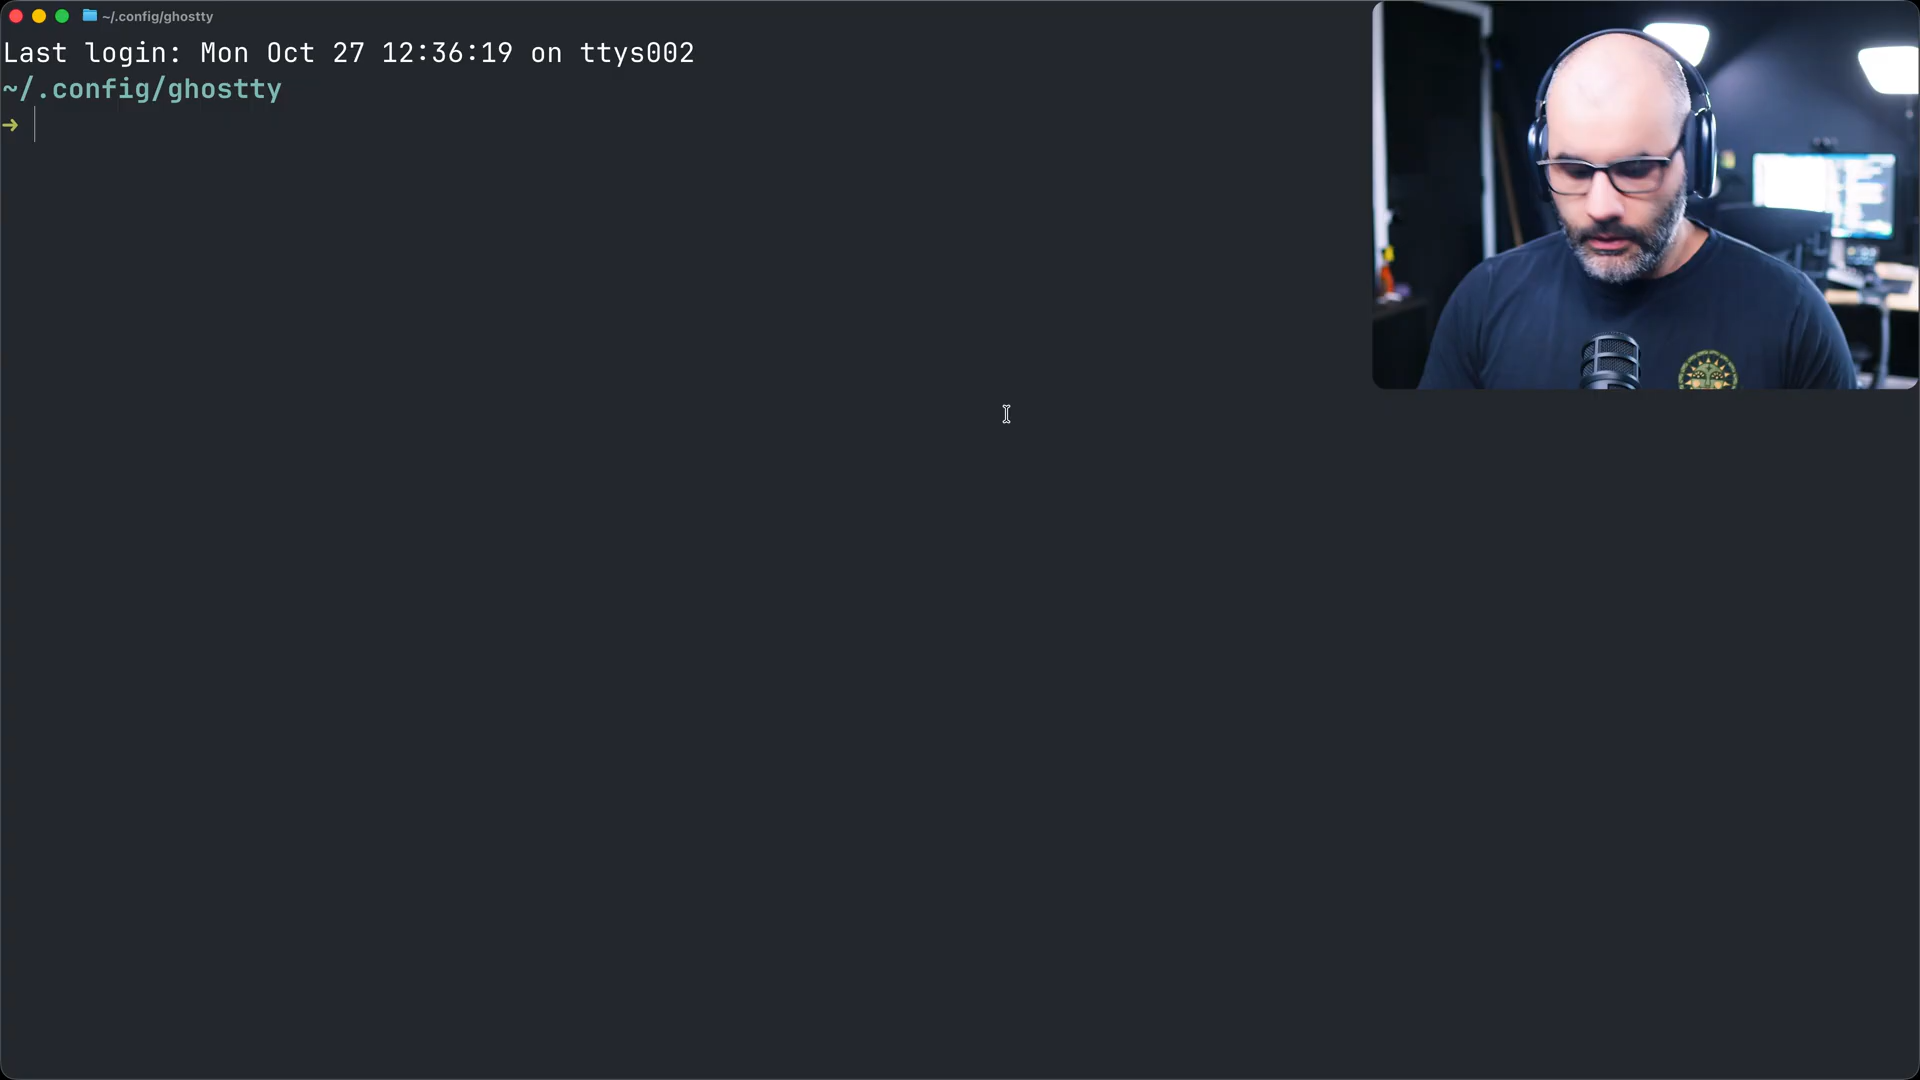 ~/.config/ghostty
Last login: Mon Oct 27 12:36:19 on ttys002
~/.config/ghostty
➜